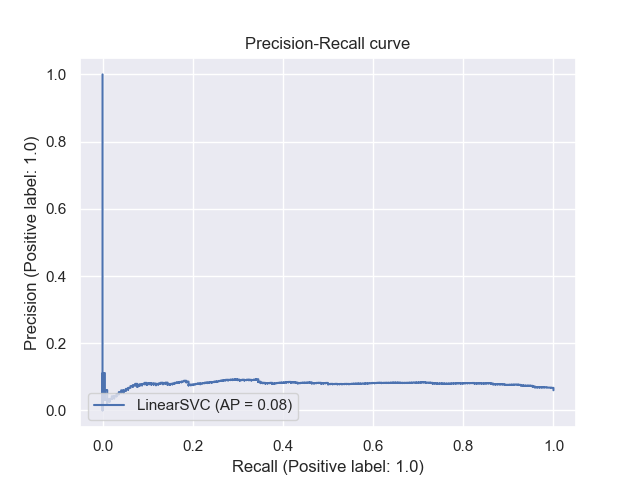 Precision-Recall curve
1.0
0.8
0.6
0.4
0.2
0.0
Precision (Positive label: 1.0)
LinearSVC (AP = 0.08)
0.0 0.2 0.4 0.6 0.8 1.0
Recall (Positive label: 1.0)